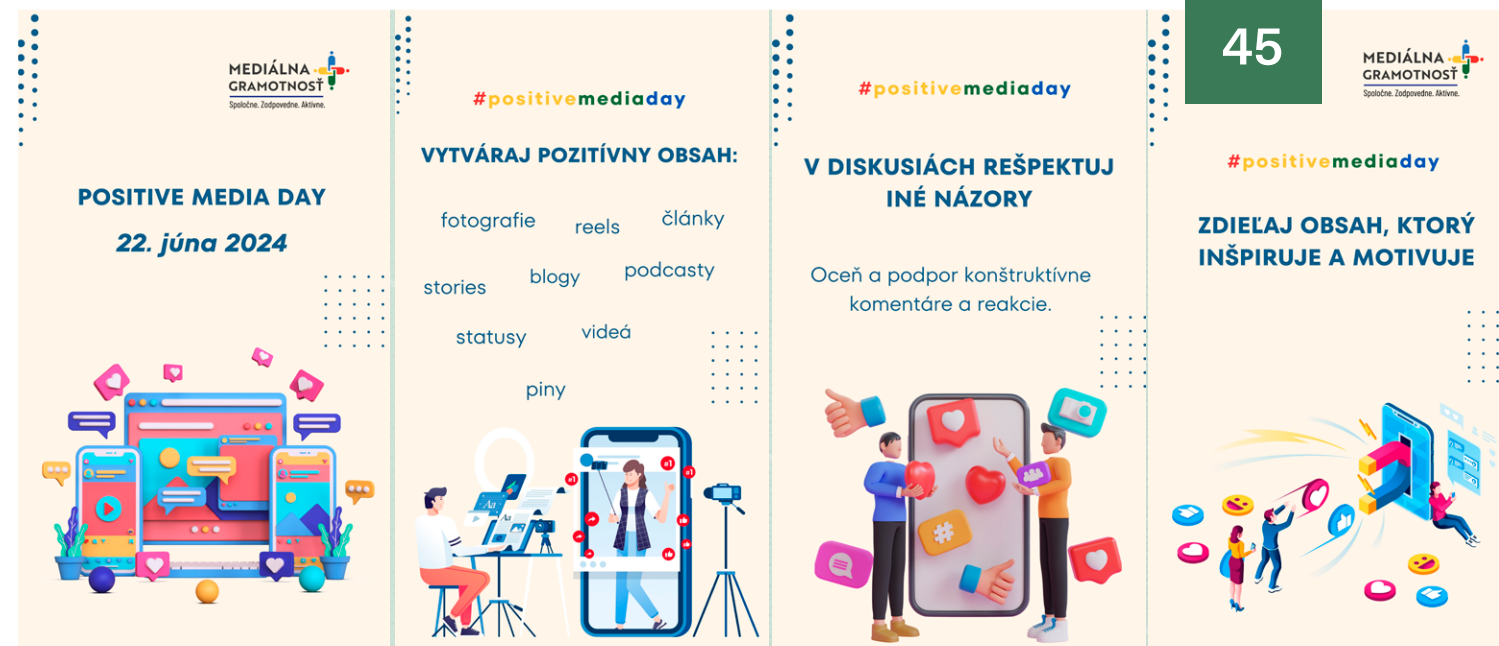 MEDIÁLNA
GRAMOTNOSŤ
Spoločne. Zodpovedne. Aktívne.
POSITIVE MEDIA DAY
22. júna 2024
#positivemediaday
VYTVÁRAJ POZITÍVNY OBSAH:
fotografie
reels
články
stories
blogy
podcasty
statusy
videá
piny
Aa
Aa
#positivemediaday
V DISKUSIÁCH REŠPEKTUJ
INÉ NÁZORY
Oceň a podpor konštruktívne
komentáre a reakcie.
#
45
MEDIÁLNA
GRAMOTNOSŤ
Spoločne. Zodpovedne. Aktívne.
#positivemediaday
ZDIEĽAJ OBSAH, KTORÝ
INŠPIRUJE A MOTIVUJE